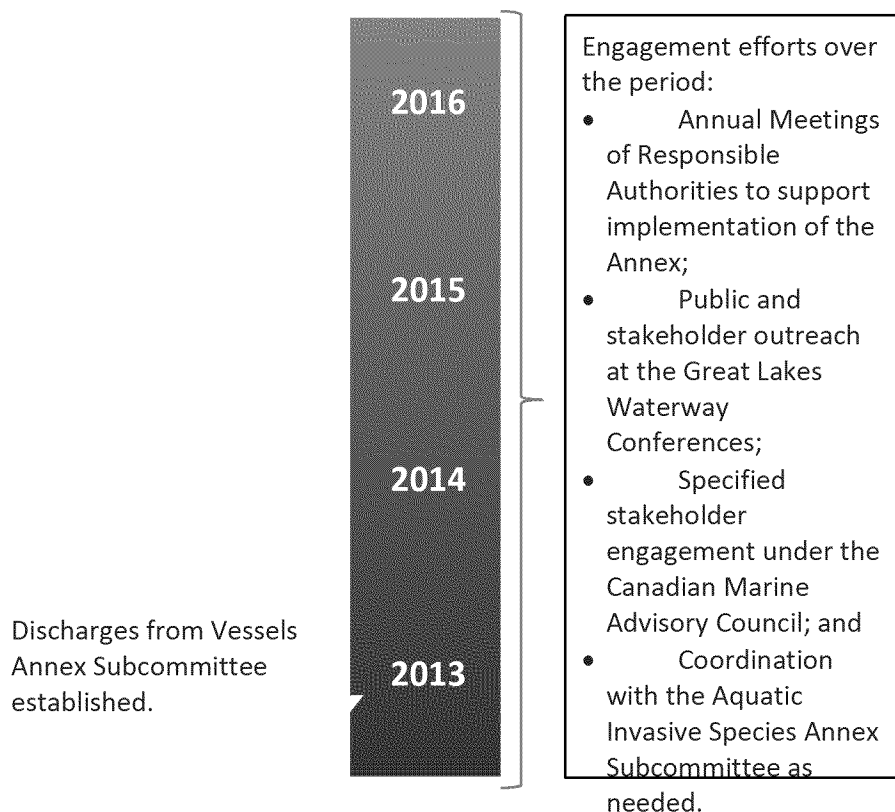 2016
2015
2014
2013
Discharges from Vessels
Annex Subcommittee
established.
Engagement efforts over
the period:
• Annual Meetings
of Responsible
Authorities to support
implementation of the
Annex;
• Public and
stakeholder outreach
at the Great Lakes
Waterway
Conferences;
• Specified
stakeholder
engagement under the
Canadian Marine
Advisory Council; and
• Coordination
with the Aquatic
Invasive Species Annex
Subcommittee as
needed.